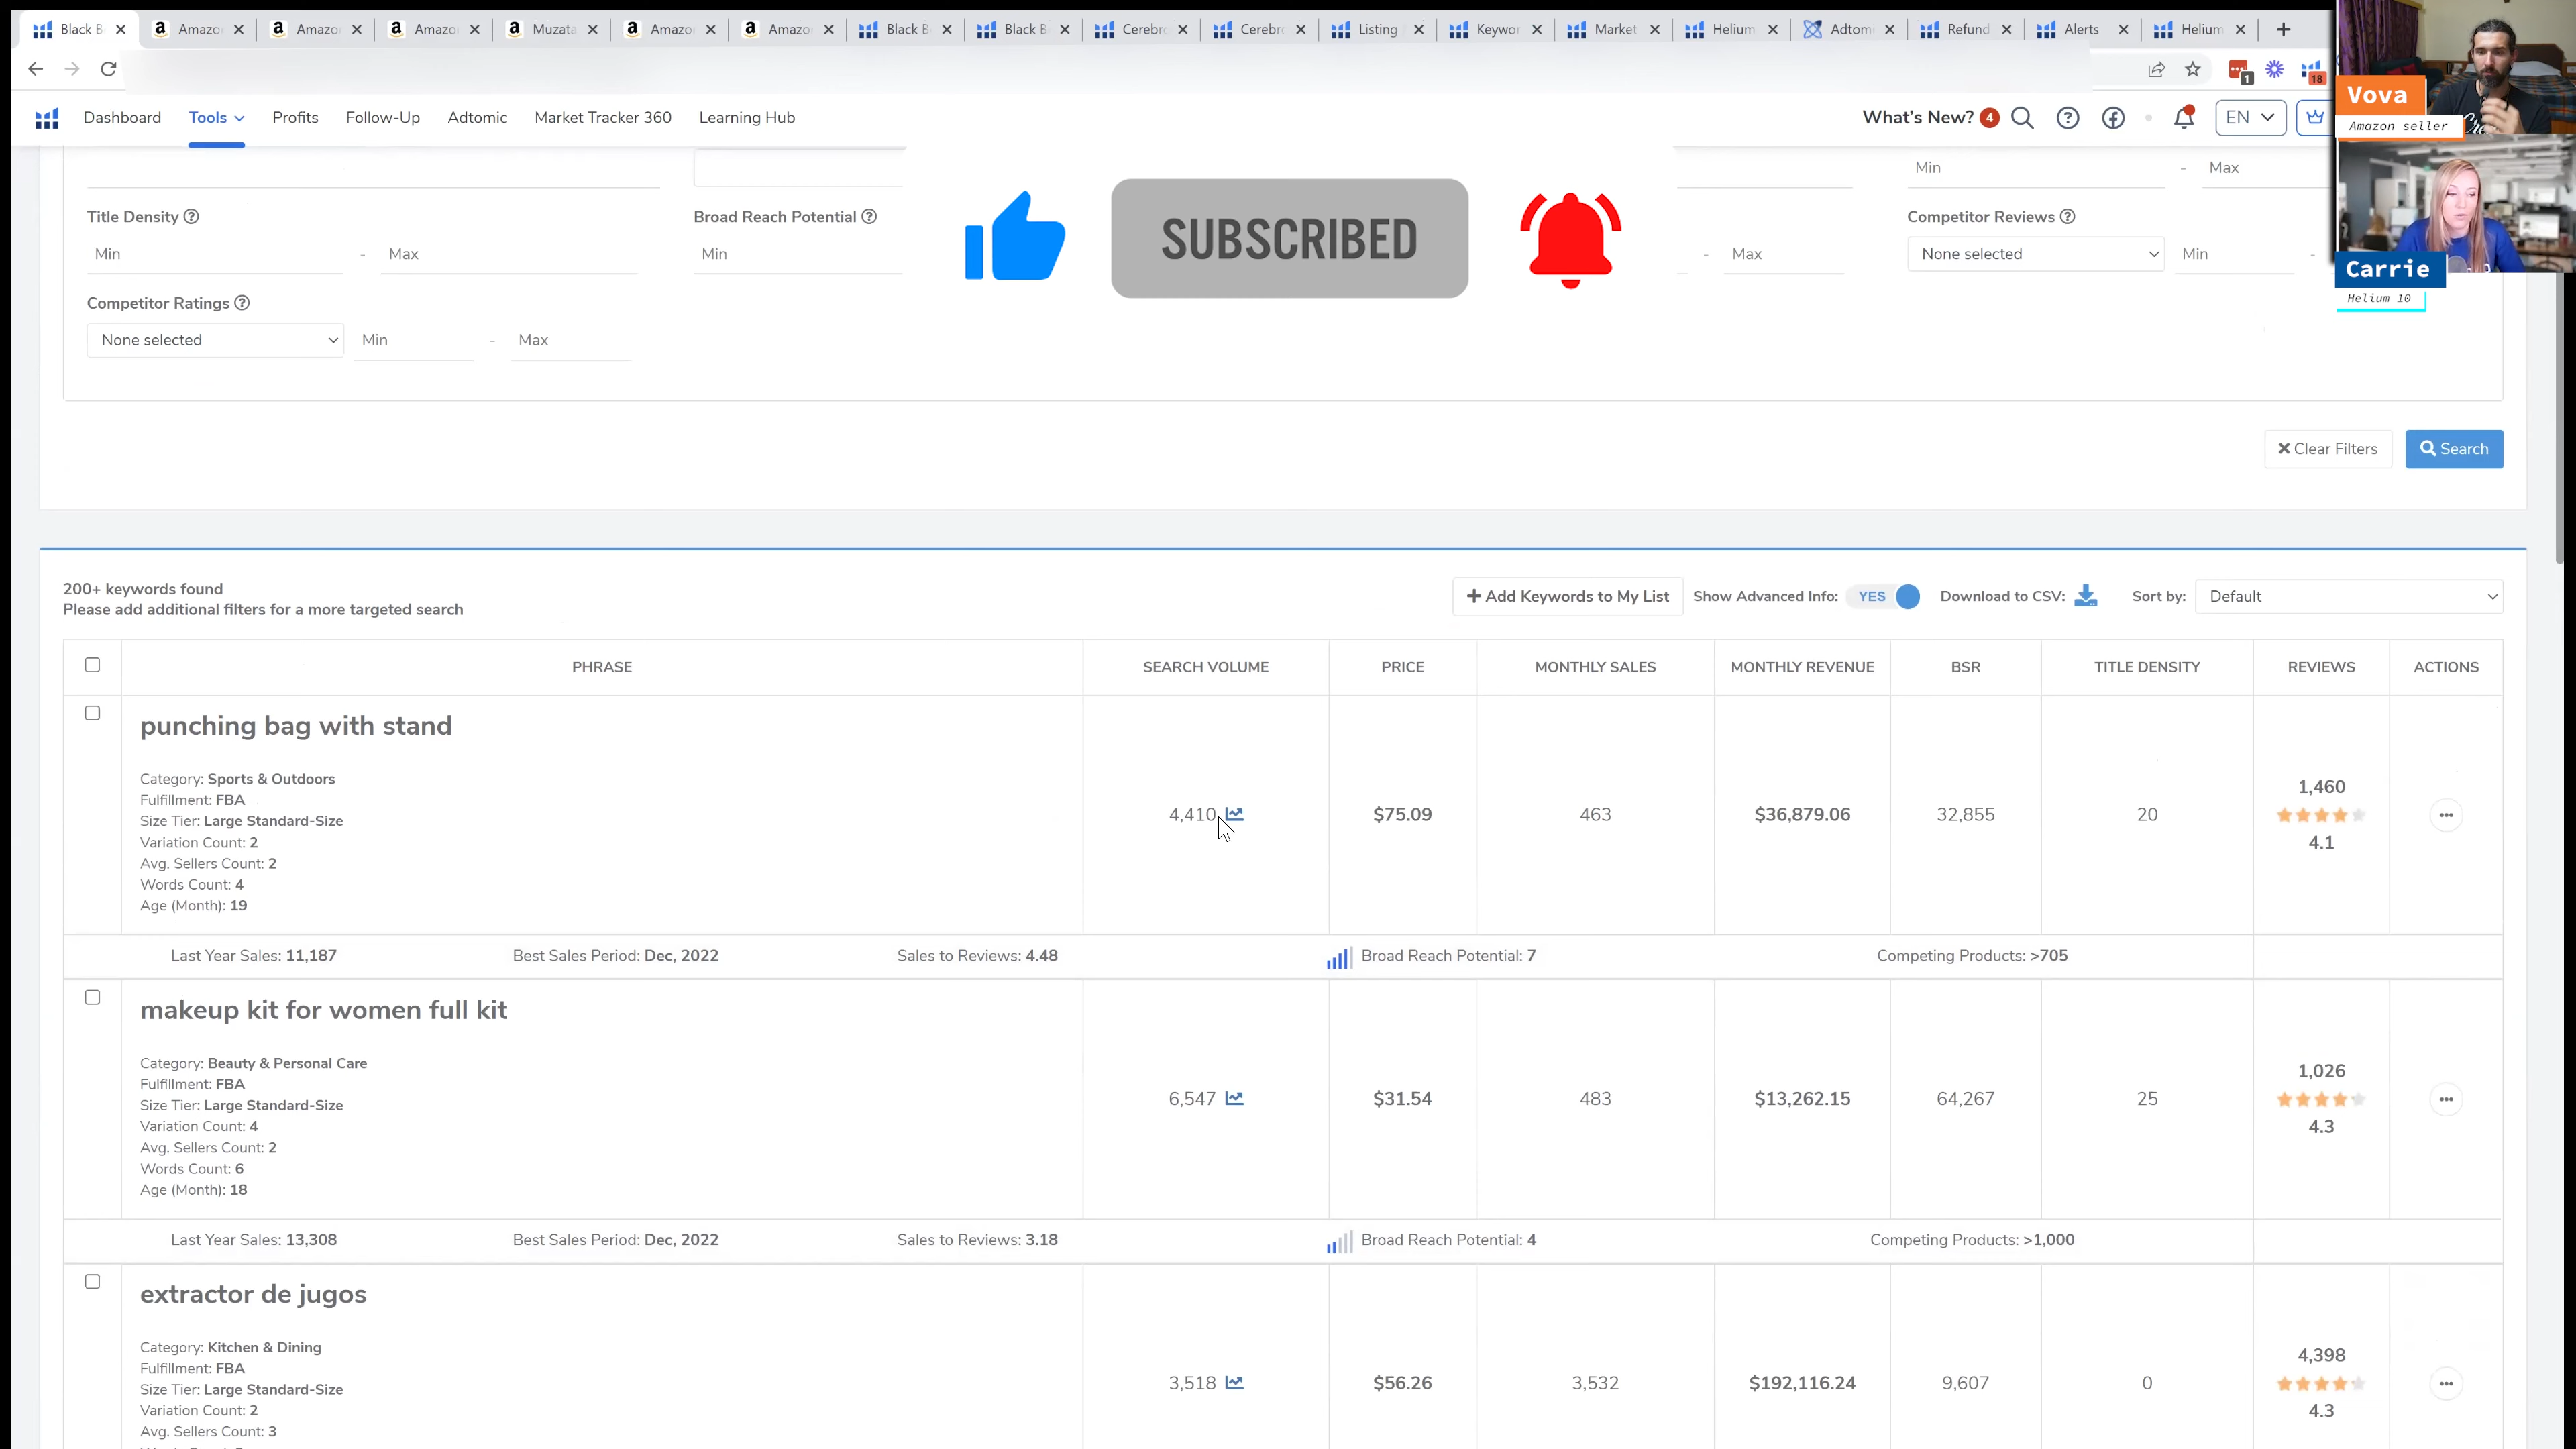 Black B
Amazo
Amazo
Amazo
Muzata
Amazo
Amazo
Black B
Black B
Cerebr
Cerebr
Listing
Keywor
Market
Helium
Adtom
Refund
Alerts
Helium
1
18
Dashboard
Tools
Profits
Follow-Up
Adtomic
Market Tracker 360
Learning Hub
What's New? 4
EN
Vova
Amazon seller
Carrie
Helium 10
Min - Max
Title Density
Min - Max
Broad Reach Potential
Min
SUBSCRIBED
- Max
Competitor Reviews
None selected
Min -
Competitor Ratings
None selected
Min - Max
Clear Filters
Search
200+ keywords found
Please add additional filters for a more targeted search
+ Add Keywords to My List
Show Advanced Info: YES
Download to CSV:
Sort by: Default
PHRASE
SEARCH VOLUME
PRICE
MONTHLY SALES
MONTHLY REVENUE
BSR
TITLE DENSITY
REVIEWS
ACTIONS
punching bag with stand
Category: Sports & Outdoors
Fulfillment: FBA
Size Tier: Large Standard-Size
Variation Count: 2
Avg. Sellers Count: 2
Words Count: 4
Age (Month): 19
4,410
$75.09
463
$36,879.06
32,855
20
1,460
4.1
Last Year Sales: 11,187
Best Sales Period: Dec, 2022
Sales to Reviews: 4.48
Broad Reach Potential: 7
Competing Products: >705
makeup kit for women full kit
Category: Beauty & Personal Care
Fulfillment: FBA
Size Tier: Large Standard-Size
Variation Count: 4
Avg. Sellers Count: 2
Words Count: 6
Age (Month): 18
6,547
$31.54
483
$13,262.15
64,267
25
1,026
4.3
Last Year Sales: 13,308
Best Sales Period: Dec, 2022
Sales to Reviews: 3.18
Broad Reach Potential: 4
Competing Products: >1,000
extractor de jugos
Category: Kitchen & Dining
Fulfillment: FBA
Size Tier: Large Standard-Size
Variation Count: 2
Avg. Sellers Count: 3
3,518
$56.26
3,532
$192,116.24
9,607
0
4,398
4.3